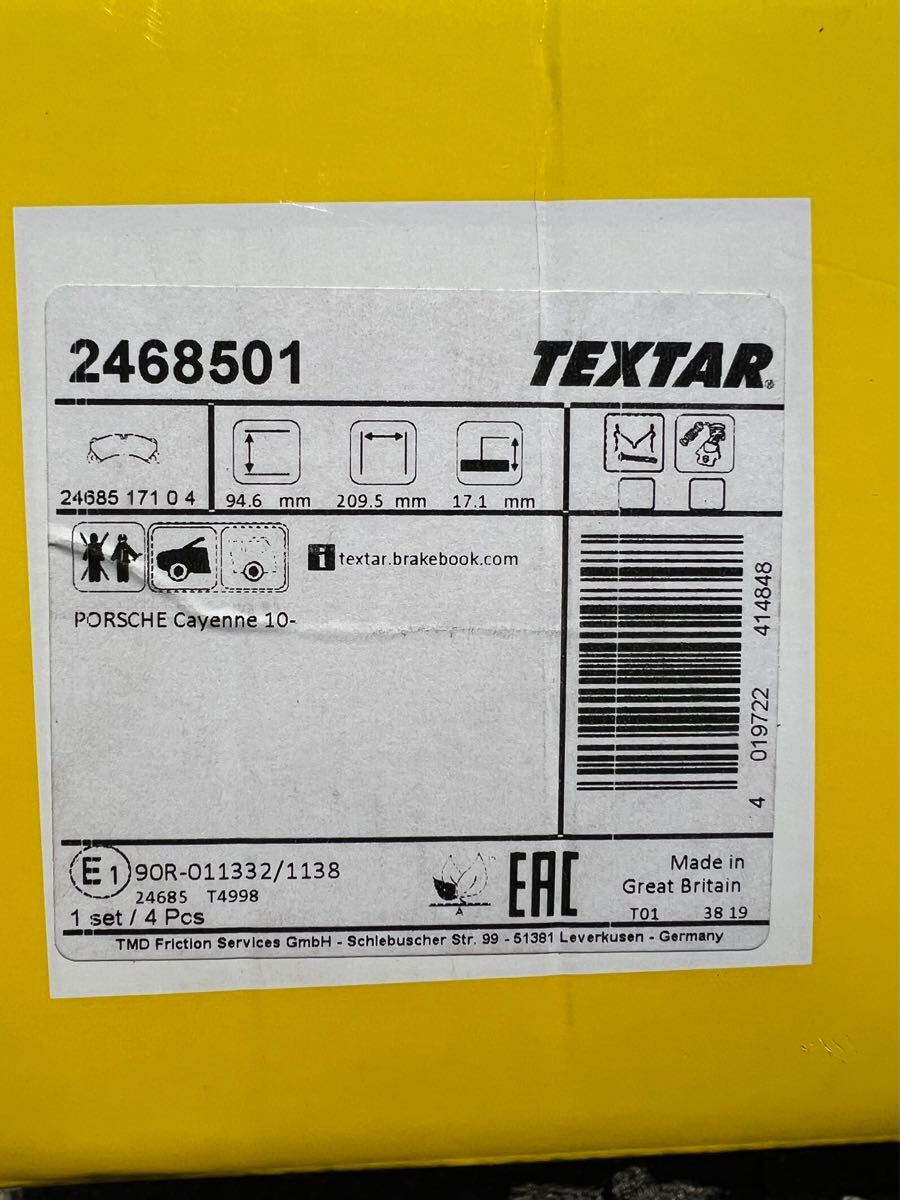 2468501
TEXTAR®
24685 171 0 4
94.6 mm
209.5 mm
17.1 mm
i textar.brakebook.com
PORSCHE Cayenne 10-
4 019722 414848
E1 90R-011332/1138
24685 T4998
1 set / 4 Pcs
A
EAC
Made in
Great Britain
T01 38 19
TMD Friction Services GmbH - Schlebuscher Str. 99 - 51381 Leverkusen - Germany